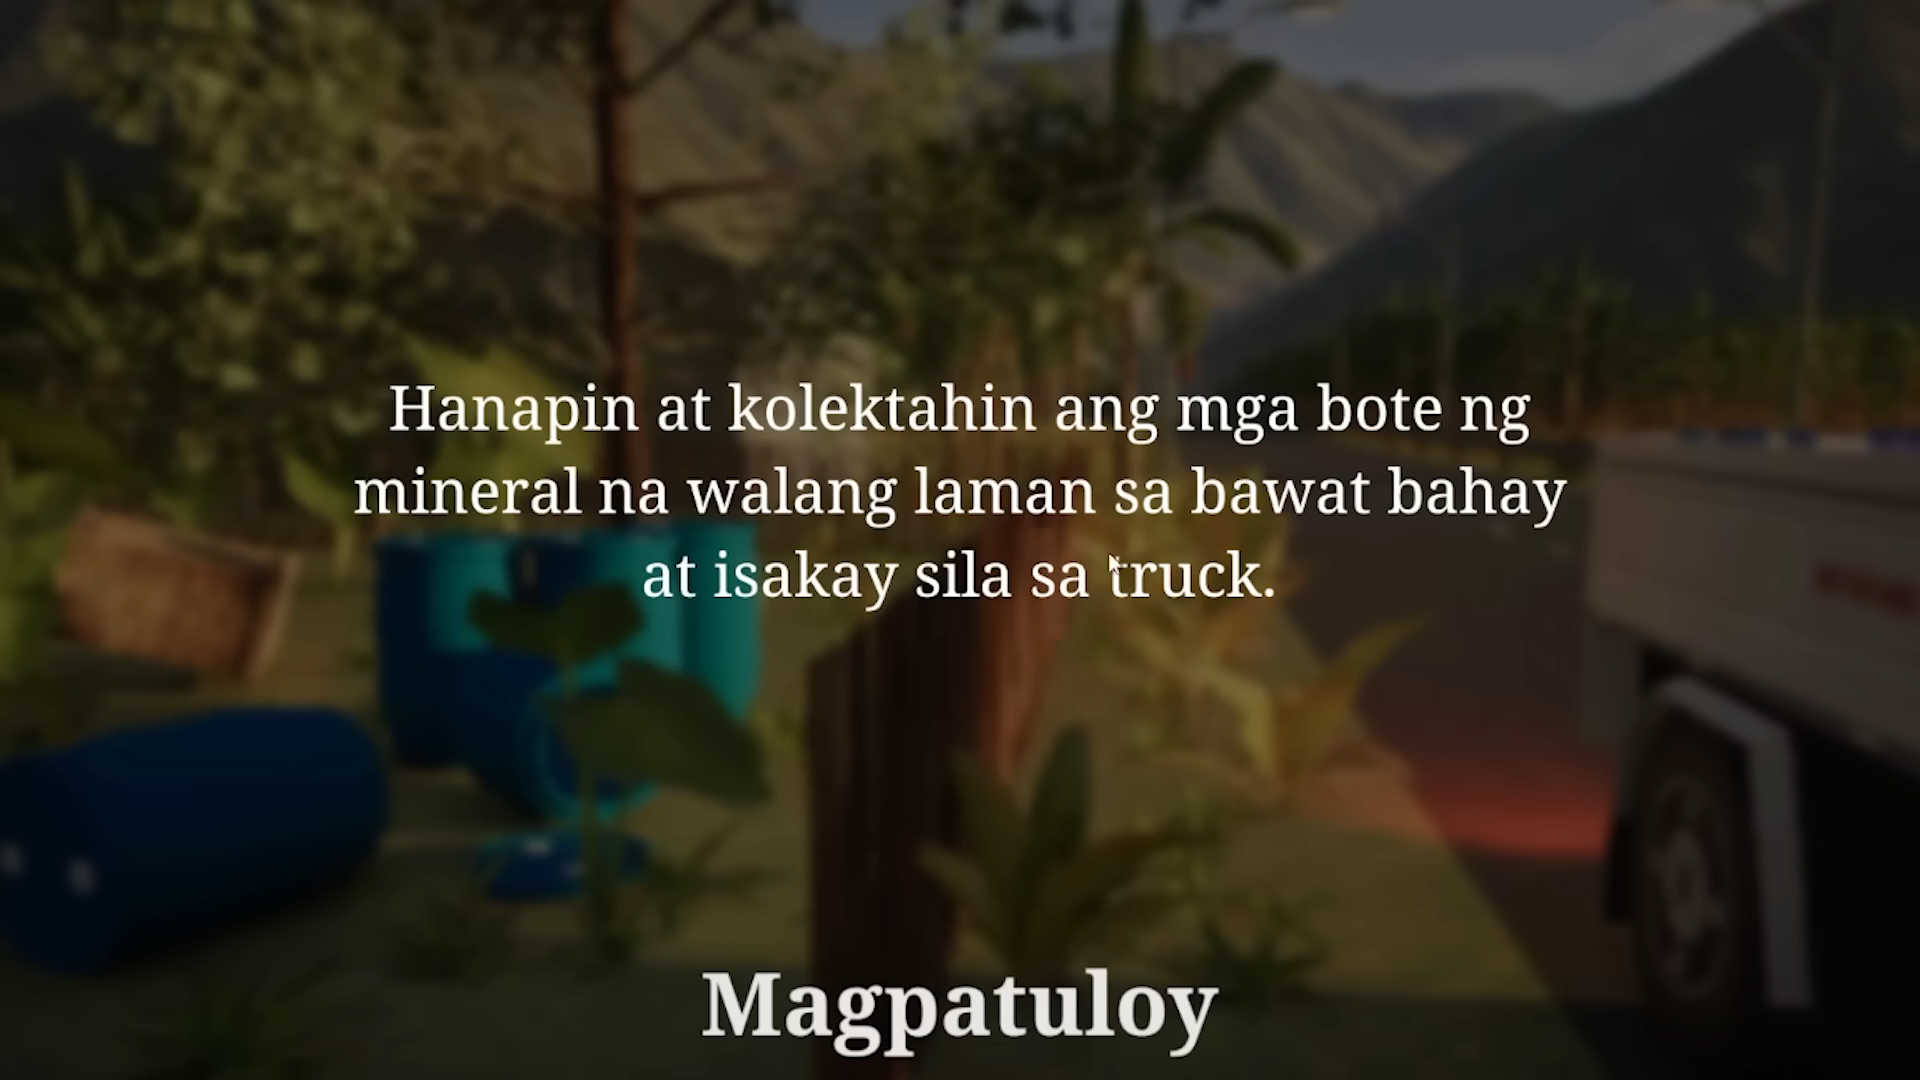 Hanapin at kolektahin ang mga bote ng
mineral na walang laman sa bawat bahay
at isakay sila sa truck.
Magpatuloy